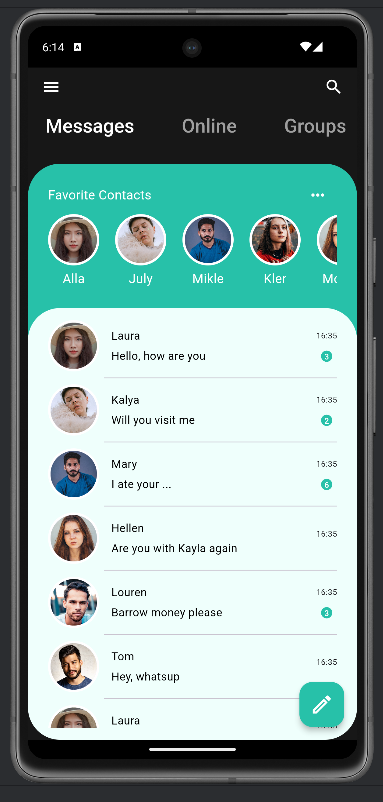 6:14
Messages Online Groups
Favorite Contacts
Alla July Mikle Kler
Laura 16:35
Hello, how are you 3
Kalya 16:35
Will you visit me 2
Mary 16:35
I ate your ... 6
Hellen 16:35
Are you with Kayla again
Louren 16:35
Barrow money please 3
Tom 16:35
Hey, whatsup
Laura